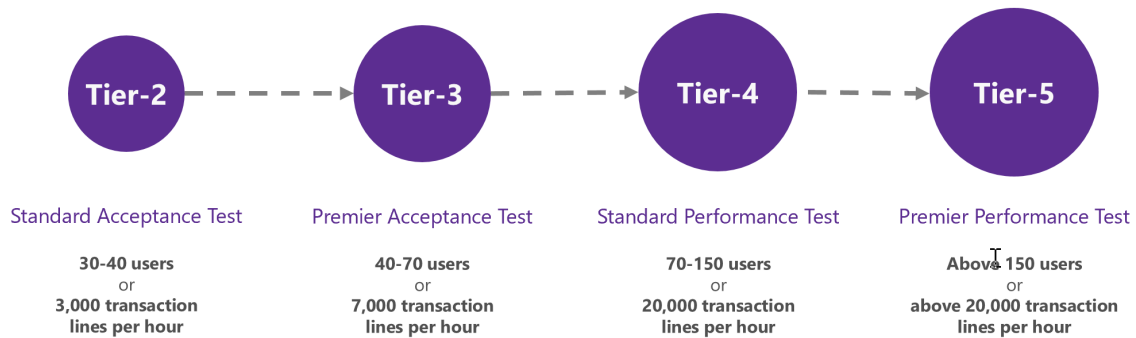 Tier-2
Tier-3
Tier-4
Tier-5
Standard Acceptance Test
Premier Acceptance Test
Standard Performance Test
Premier Performance Test
30-40 users
or
3,000 transaction
lines per hour
40-70 users
or
7,000 transaction
lines per hour
70-150 users
or
20,000 transaction
lines per hour
Above 150 users
or
above 20,000 transaction
lines per hour